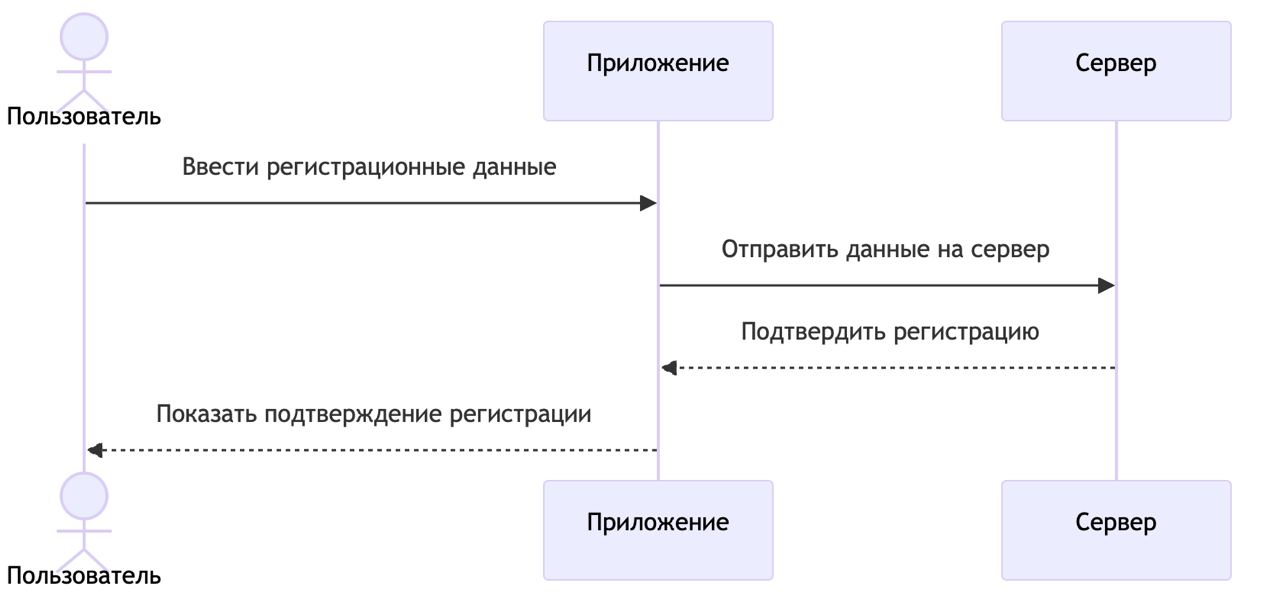 Пользователь
Приложение
Сервер
Ввести регистрационные данные
Отправить данные на сервер
Подтвердить регистрацию
Показать подтверждение регистрации
Пользователь
Приложение
Сервер